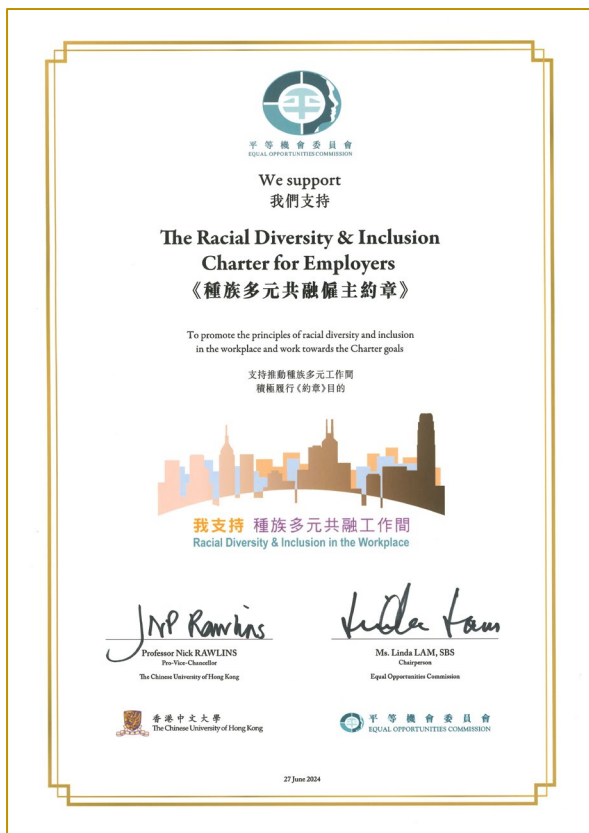 平等機會委員會
EQUAL OPPORTUNITIES COMMISSION
We support
我們支持
The Racial Diversity & Inclusion
Charter for Employers
《種族多元共融僱主約章》
To promote the principles of racial diversity and inclusion
in the workplace and work towards the Charter goals
支持推動種族多元工作間
積極履行《約章》目的
我支持 種族多元共融工作間
Racial Diversity & Inclusion in the Workplace
JNP Rawlins
Linda Lam
Professor Nick RAWLINS
Pro-Vice-Chancellor
The Chinese University of Hong Kong
Ms. Linda LAM, SBS
Chairperson
Equal Opportunities Commission
香港中文大學
The Chinese University of Hong Kong
平等機會委員會
EQUAL OPPORTUNITIES COMMISSION
27 June 2024